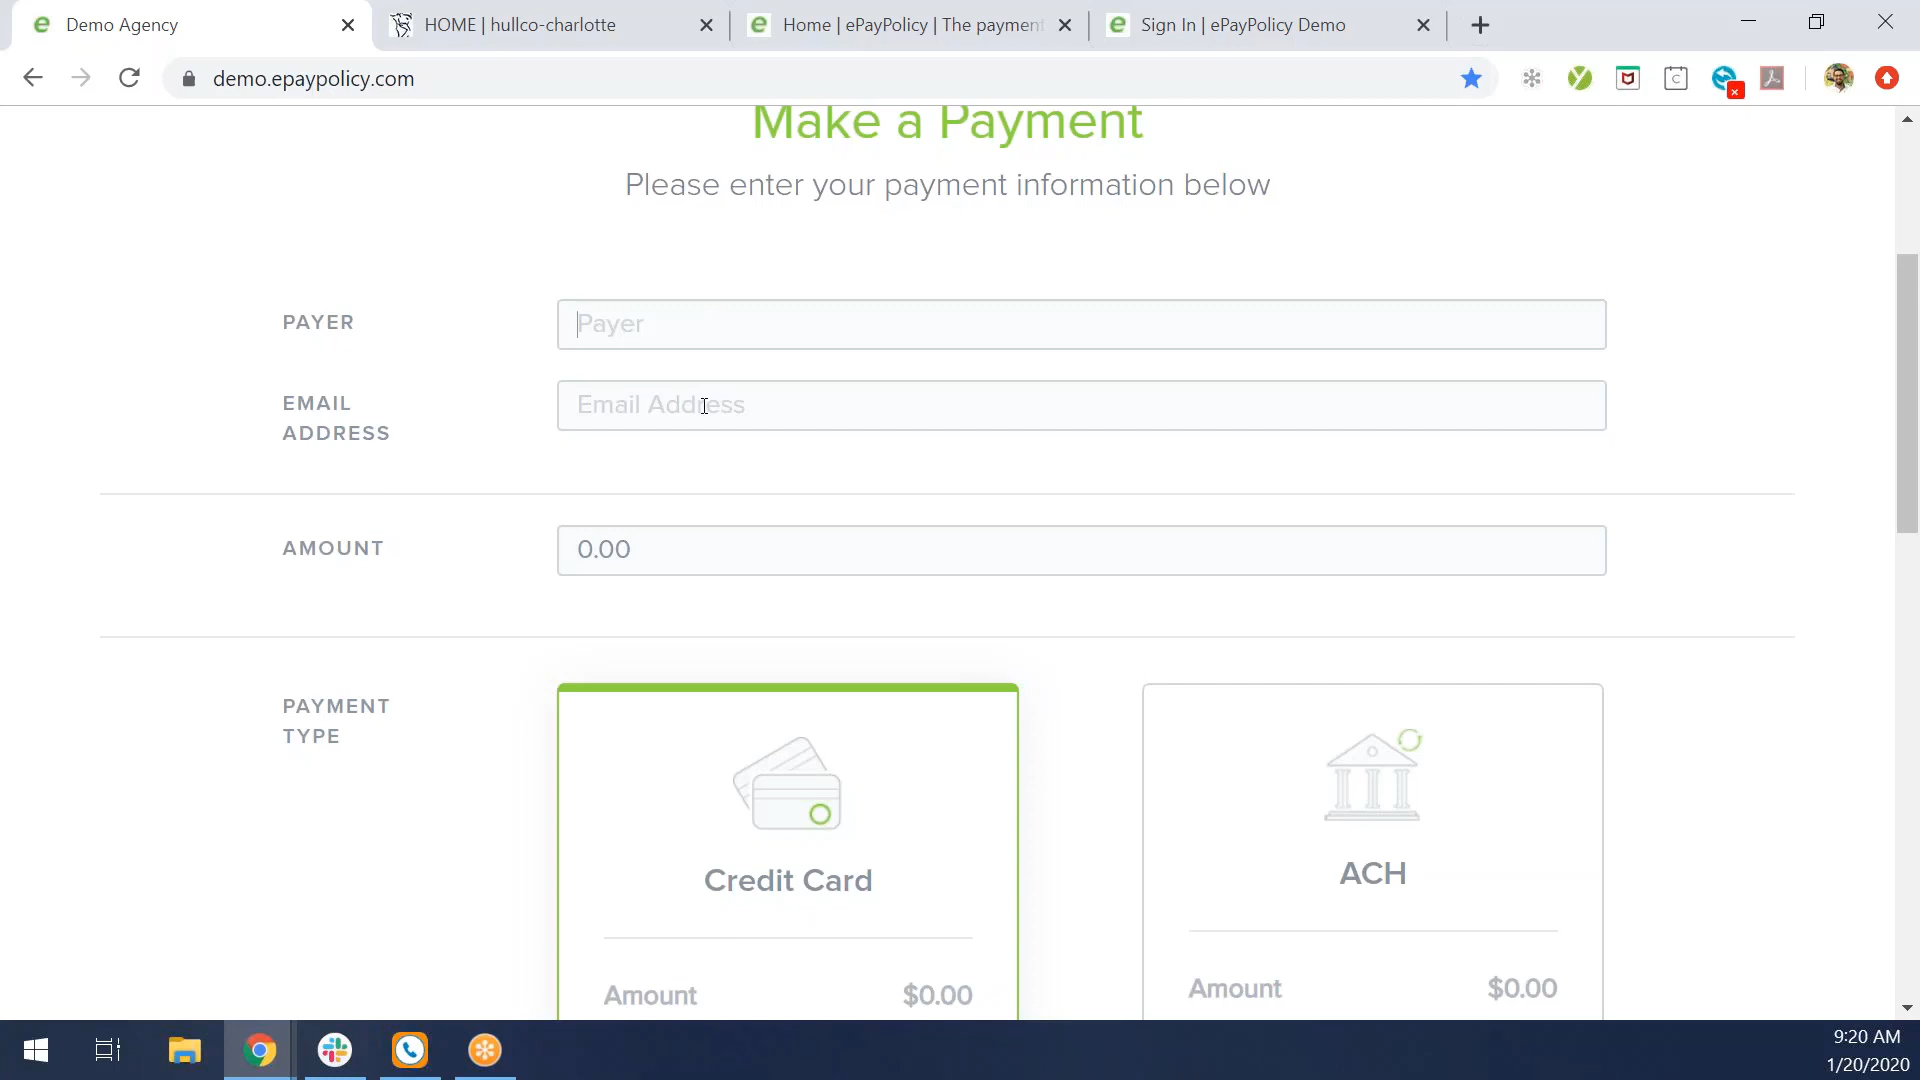 Demo Agency
HOME | hullco-charlotte
Home | ePayPolicy | The payment
Sign In | ePayPolicy Demo
demo.epaypolicy.com
Make a Payment
Please enter your payment information below
PAYER
Payer
EMAIL
ADDRESS
Email Address
AMOUNT
0.00
PAYMENT
TYPE
Credit Card
Amount $0.00
ACH
Amount $0.00
9:20 AM
1/20/2020